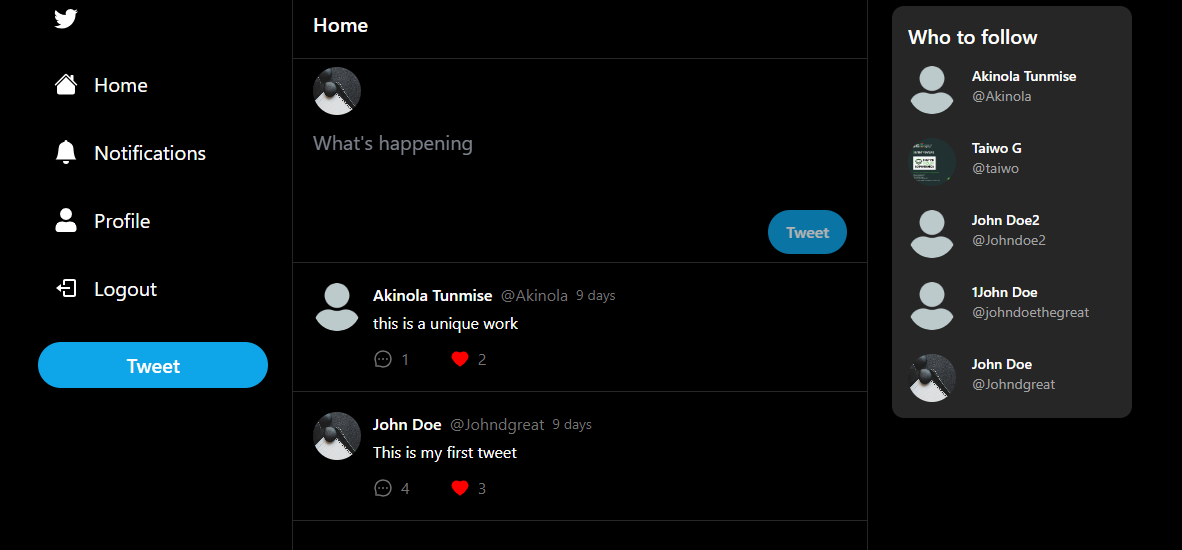 Home
Notifications
Profile
Logout
Tweet
Home
What's happening
Tweet
Akinola Tunmise @Akinola 9 days
this is a unique work
1 2
John Doe @Johndgreat 9 days
This is my first tweet
4 3
Who to follow
Akinola Tunmise
@Akinola
Taiwo G
@taiwo
John Doe2
@Johndoe2
1John Doe
@johndoethegreat
John Doe
@Johndgreat